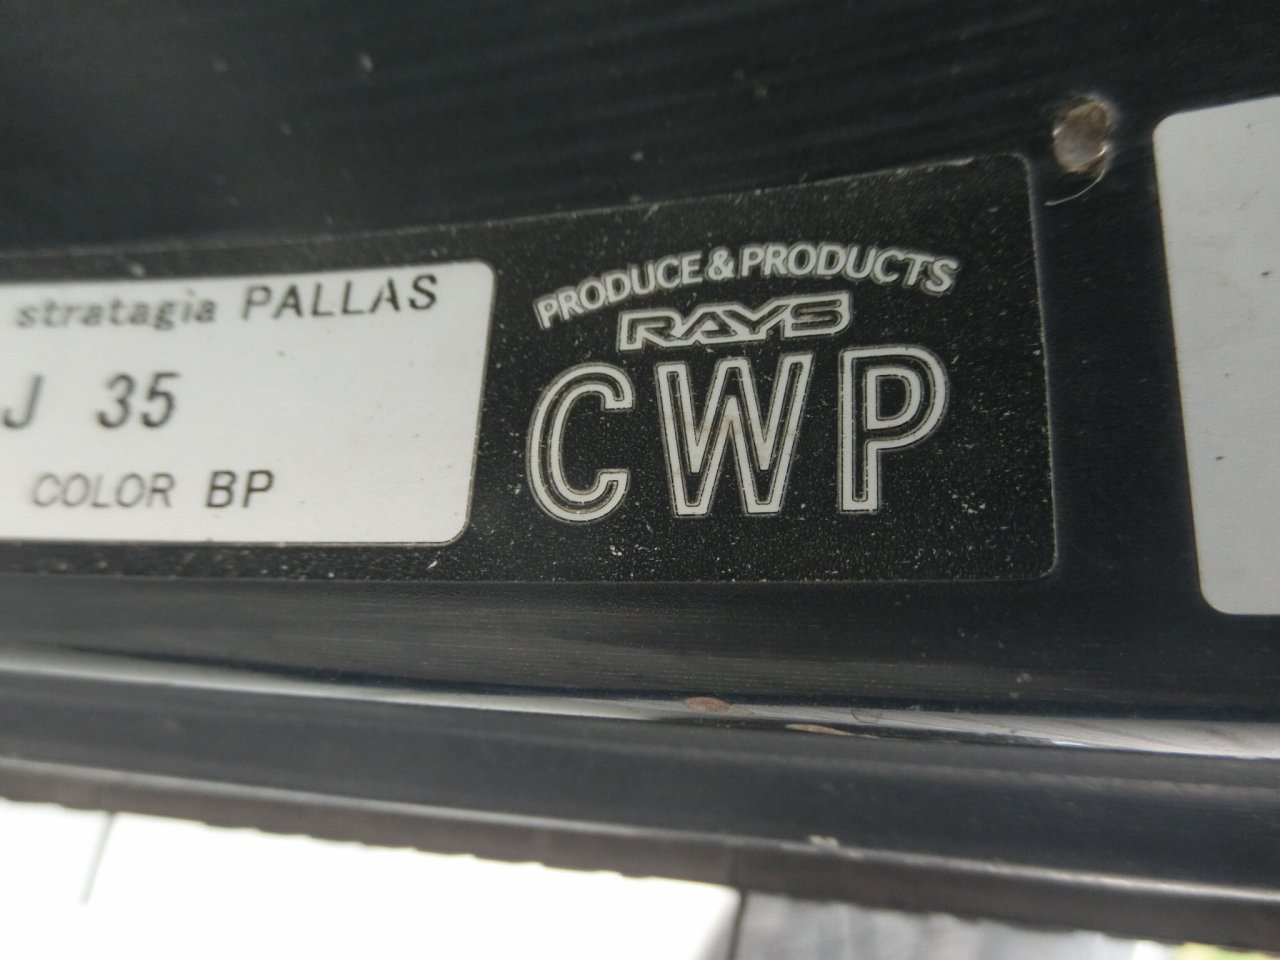 stratagia PALLAS
J 35
COLOR BP
PRODUCE & PRODUCTS
RAYS
CWP